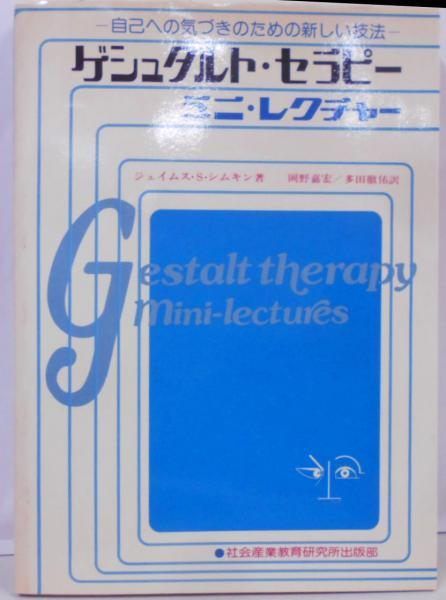 ―自己への気づきのための新しい技法―
ゲシュタルト・セラピー
ミニ・レクチャー
ジェイムス・S・シムキン著 岡野嘉宏／多田徹佑訳
Gestalt therapy
mini-lectures
●社会産業教育研究所出版部